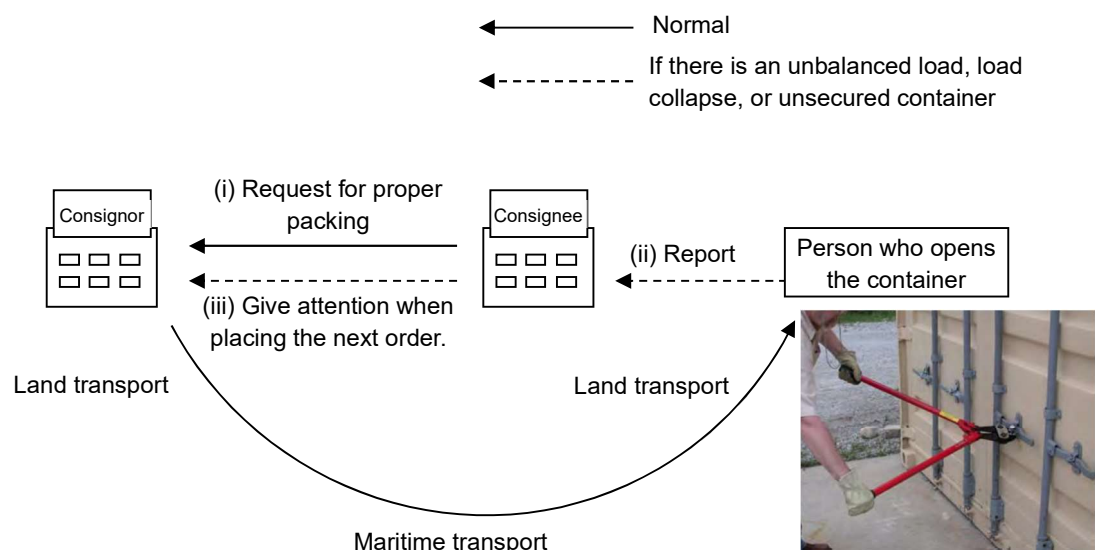 Normal
If there is an unbalanced load, load
collapse, or unsecured container
Consignor
(i) Request for proper
packing
Consignee
(ii) Report
Person who opens
the container
(iii) Give attention when
placing the next order.
Land transport
Land transport
Maritime transport